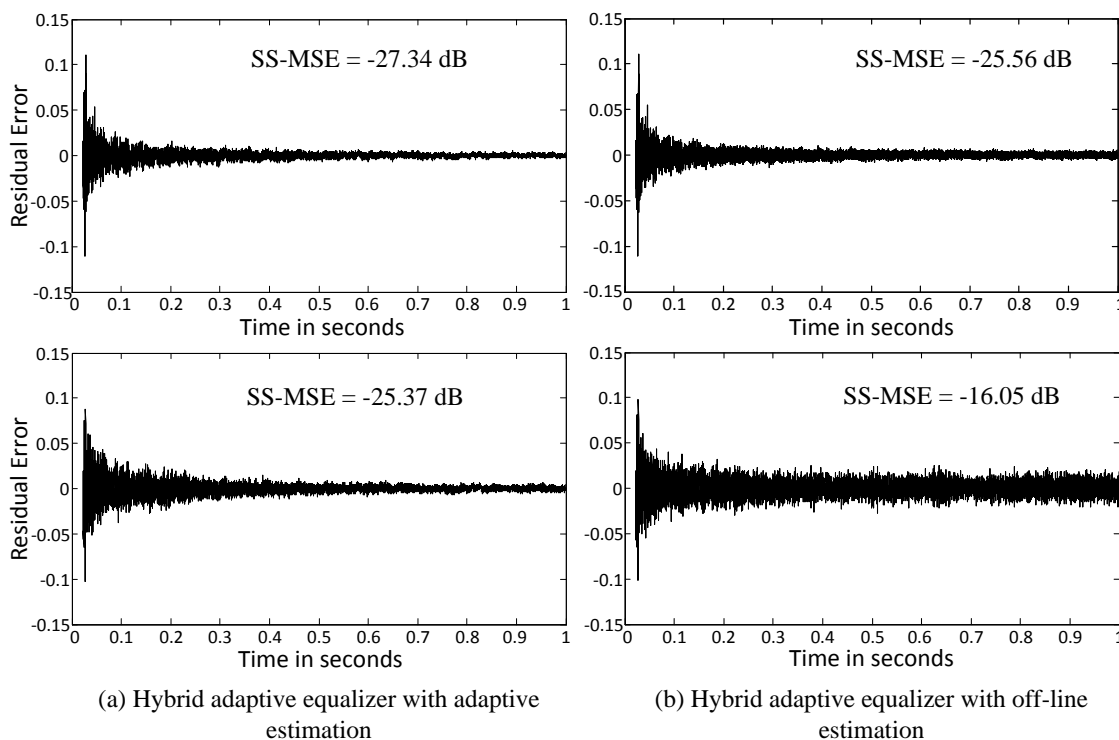 0.15
SS-MSE = -27.34 dB
0.1
0.05
0
-0.05
-0.1
-0.15
Residual Error
0 0.1 0.2 0.3 0.4 0.5 0.6 0.7 0.8 0.9 1
Time in seconds
0.15
SS-MSE = -25.56 dB
0.1
0.05
0
-0.05
-0.1
-0.15
0 0.1 0.2 0.3 0.4 0.5 0.6 0.7 0.8 0.9 1
Time in seconds
0.15
SS-MSE = -25.37 dB
0.1
0.05
0
-0.05
-0.1
-0.15
Residual Error
0 0.1 0.2 0.3 0.4 0.5 0.6 0.7 0.8 0.9 1
Time in seconds
0.15
SS-MSE = -16.05 dB
0.1
0.05
0
-0.05
-0.1
-0.15
0 0.1 0.2 0.3 0.4 0.5 0.6 0.7 0.8 0.9 1
Time in seconds
(a) Hybrid adaptive equalizer with adaptive
estimation
(b) Hybrid adaptive equalizer with off-line
estimation